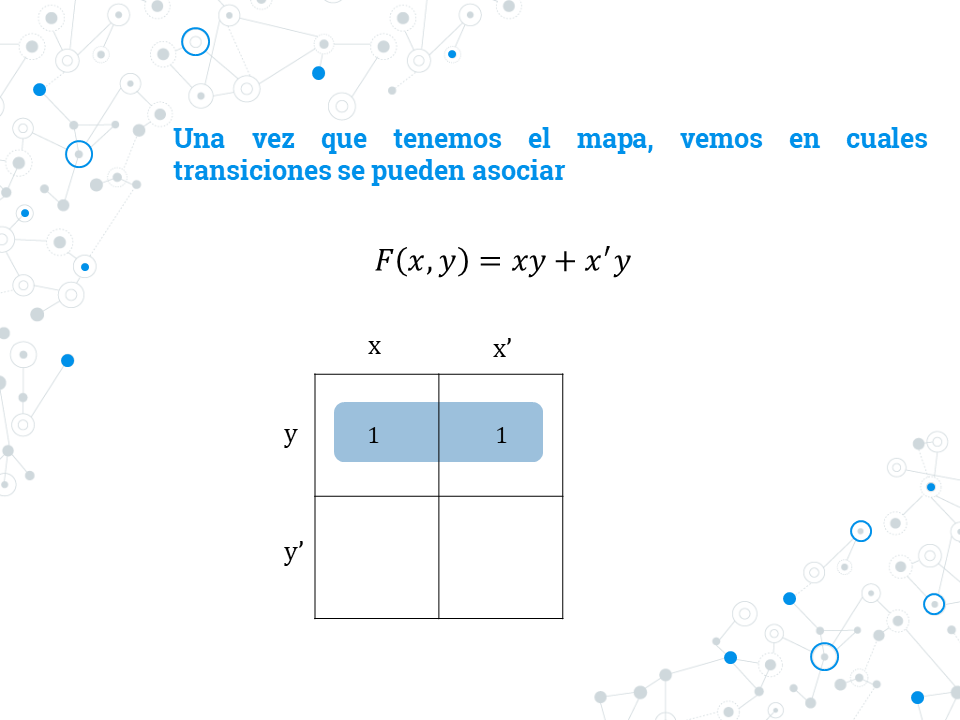 Una vez que tenemos el mapa, vemos en cuales
transiciones se pueden asociar
F(x, y) = xy + x′y
x x’
y 1 1
y’